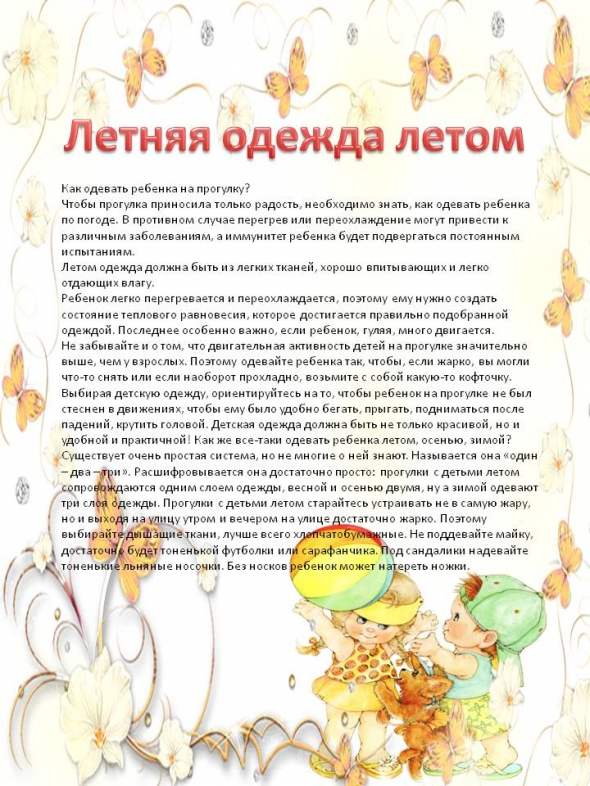 Летняя одежда летом
Как одевать ребенка на прогулку?
Чтобы прогулка приносила только радость, необходимо знать, как одевать ребенка
по погоде. В противном случае перегрев или переохлаждение могут привести к
различным заболеваниям, а иммунитет ребенка будет подвергаться постоянным
испытаниям.
Летом одежда должна быть из легких тканей, хорошо впитывающих и легко
отдающих влагу.
Ребенок легко перегревается и переохлаждается, поэтому ему нужно создать
состояние теплового равновесия, которое достигается правильно подобранной
одеждой. Последнее особенно важно, если ребенок, гуляя, много двигается.
Не забывайте и о том, что двигательная активность детей на прогулке значительно
выше, чем у взрослых. Поэтому одевайте ребенка так, чтобы, если жарко, вы могли
что-то снять или если наоборот прохладно, возьмите с собой какую-то кофточку.
Выбирая детскую одежду, ориентируйтесь на то, чтобы ребенок на прогулке не был
стеснен в движениях, чтобы ему было удобно бегать, прыгать, подниматься после
падений, крутить головой. Детская одежда должна быть не только красивой, но и
удобной и практичной! Как же все-таки одевать ребенка летом, осенью, зимой?
Существует очень простая система, но не многие о ней знают. Называется она «один
– два – три». Расшифровывается она достаточно просто: прогулки с детьми летом
сопровождаются одним слоем одежды, весной и осенью двумя, ну а зимой одевают
три слоя одежды. Прогулки с детьми летом старайтесь устраивать не в самую жару,
но и выходя на улицу утром и вечером на улице достаточно жарко. Поэтому
выбирайте дышащие ткани, лучше всего хлопчатобумажные. Не поддевайте майку,
достаточно будет тоненькой футболки или сарафанчика. Под сандалики надевайте
тоненькие льняные носочки. Без носков ребенок может натереть ножки.